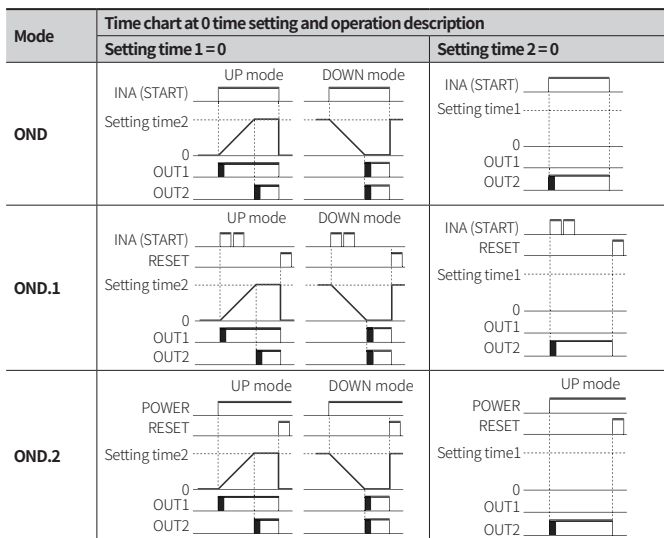 Mode
Time chart at 0 time setting and operation description
Setting time 1 = 0
Setting time 2 = 0
OND
UP mode
DOWN mode
INA (START)
Setting time2
0
OUT1
OUT2
INA (START)
Setting time1
0
OUT1
OUT2
OND.1
UP mode
DOWN mode
INA (START)
RESET
Setting time2
0
OUT1
OUT2
INA (START)
RESET
Setting time1
0
OUT1
OUT2
OND.2
UP mode
DOWN mode
POWER
RESET
Setting time2
0
OUT1
OUT2
UP mode
POWER
RESET
Setting time1
0
OUT1
OUT2